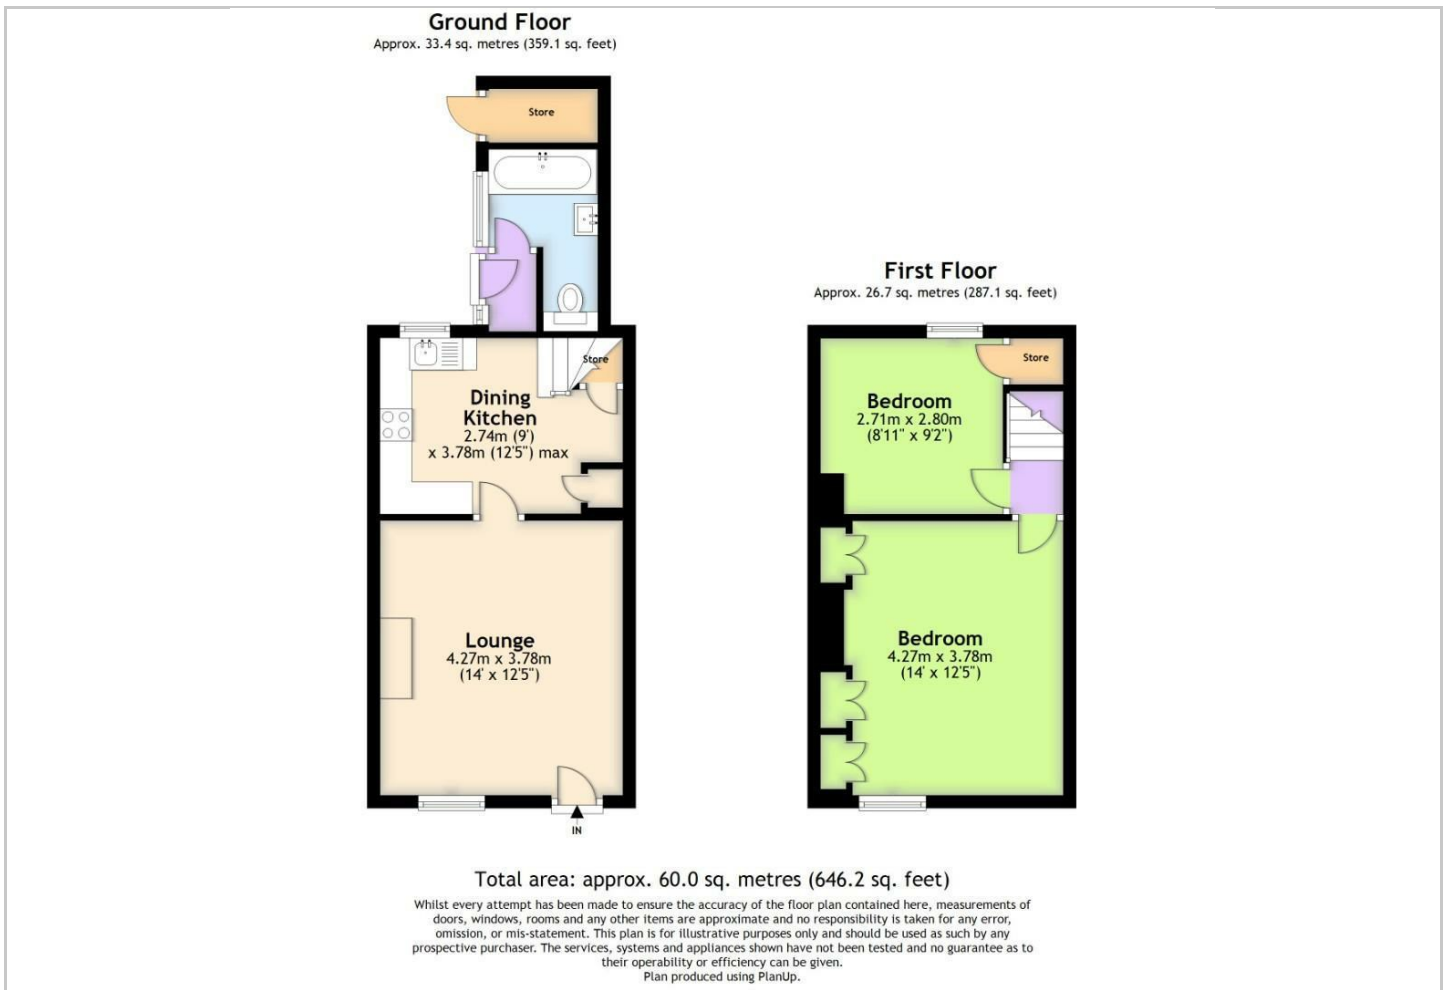 Ground Floor
Approx. 33.4 sq. metres (359.1 sq. feet)
Store
Store
Dining
Kitchen
2.74m (9')
x 3.78m (12'5") max
Lounge
4.27m x 3.78m
(14' x 12'5")
IN
First Floor
Approx. 26.7 sq. metres (287.1 sq. feet)
Store
Bedroom
2.71m x 2.80m
(8'11" x 9'2")
Bedroom
4.27m x 3.78m
(14' x 12'5")
Total area: approx. 60.0 sq. metres (646.2 sq. feet)
Whilst every attempt has been made to ensure the accuracy of the floor plan contained here, measurements of
doors, windows, rooms and any other items are approximate and no responsibility is taken for any error,
omission, or mis-statement. This plan is for illustrative purposes only and should be used as such by any
prospective purchaser. The services, systems and appliances shown have not been tested and no guarantee as to
their operability or efficiency can be given.
Plan produced using PlanUp.